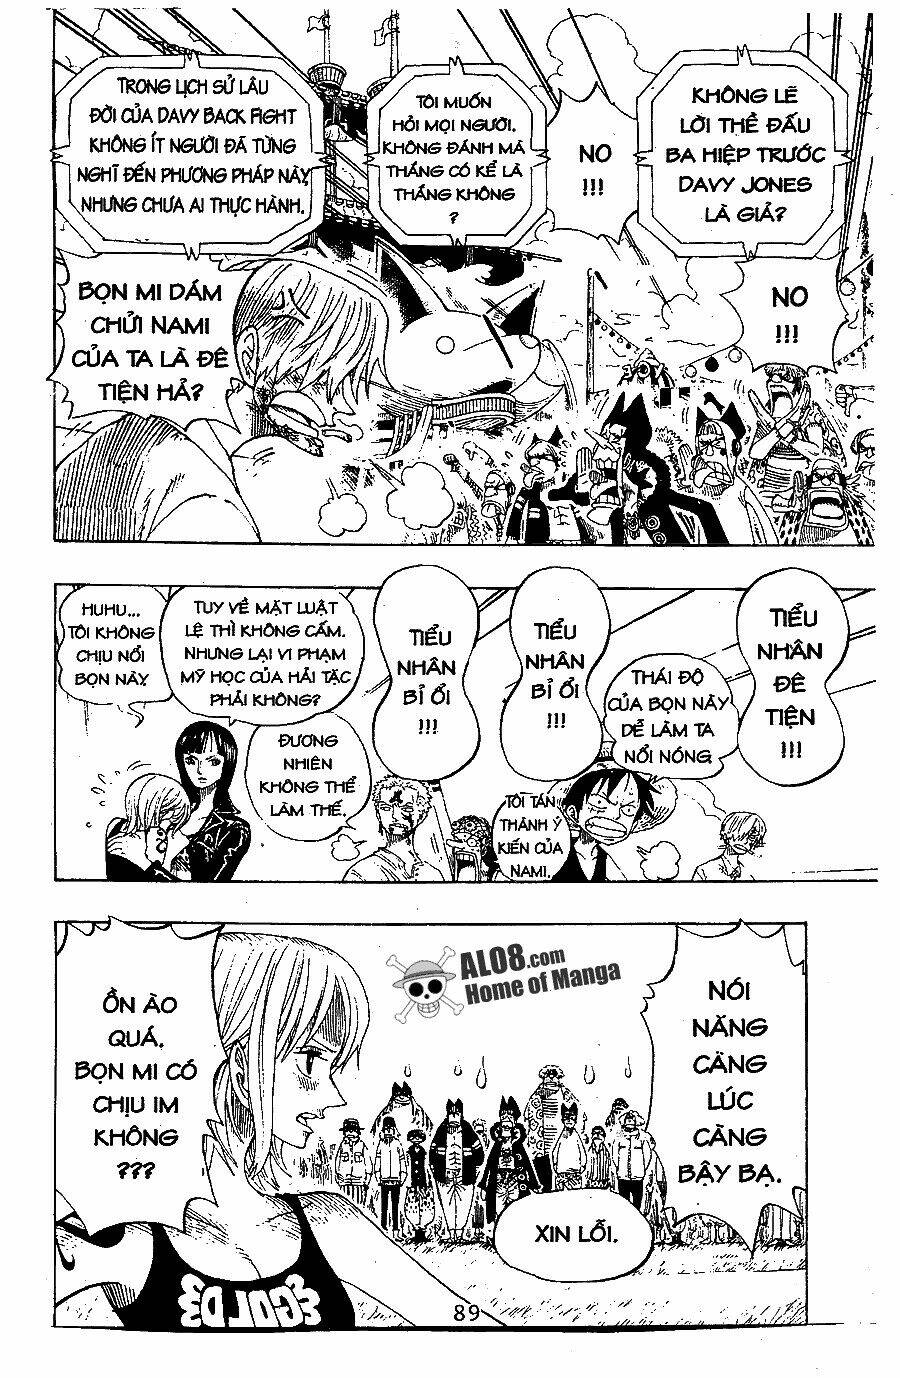 KHÔNG LẼ
LỜI THỀ ĐẤU
BA HIỆP TRƯỚC
DAVY JONES
LÀ GIẢ?
NO
!!!
NO
!!!
TÔI MUỐN
HỎI MỌI NGƯỜI.
KHÔNG ĐÁNH MÀ
THẮNG CÓ KỂ LÀ
THẮNG KHÔNG
?
TRONG LỊCH SỬ LÂU
ĐỜI CỦA DAVY BACK FIGHT
KHÔNG ÍT NGƯỜI ĐÃ TỪNG
NGHĨ ĐẾN PHƯƠNG PHÁP NÀY,
NHƯNG CHƯA AI THỰC HÀNH.
BỌN MI DÁM
CHỬI NAMI
CỦA TA LÀ ĐÊ
TIỆN HẢ?
TIỂU
NHÂN
ĐÊ
TIỆN
!!!
THÁI ĐỘ
CỦA BỌN NÀY
DỄ LÀM TA
NỔI NÓNG.
TIỂU
NHÂN
BỈ ỔI
!!!
TÔI TÁN
THÀNH Ý
KIẾN CỦA
NAMI.
TIỂU
NHÂN
BỈ ỔI
!!!
TUY VỀ MẶT LUẬT
LỆ THÌ KHÔNG CẤM.
NHƯNG LẠI VI PHẠM
MỸ HỌC CỦA HẢI TẶC
PHẢI KHÔNG?
ĐƯƠNG
NHIÊN
KHÔNG THỂ
LÀM THẾ.
HUHU...
TÔI KHÔNG
CHỊU NỔI
BỌN NÀY
NÓI
NĂNG
CÀNG
LÚC
CÀNG
BẬY BẠ.
XIN LỖI.
AL08.com
Home of Manga
ỒN ÀO
QUÁ.
BỌN MI CÓ
CHỊU IM
KHÔNG
???
GOLD
89